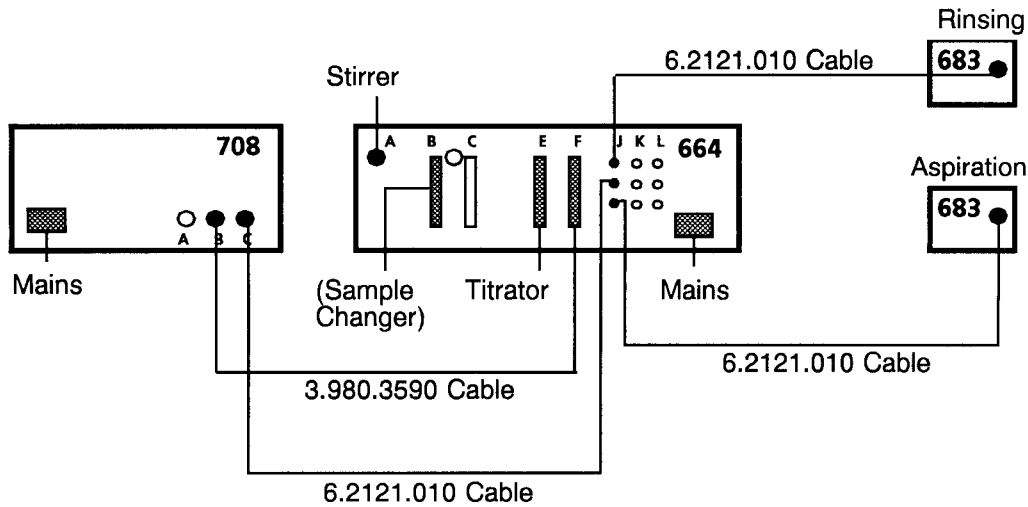 Rinsing
6.2121.010 Cable
683
Stirrer
708
A B C E F J K L
664
Aspiration
683
A B C
Mains
(Sample
Changer)
Titrator
Mains
6.2121.010 Cable
3.980.3590 Cable
6.2121.010 Cable